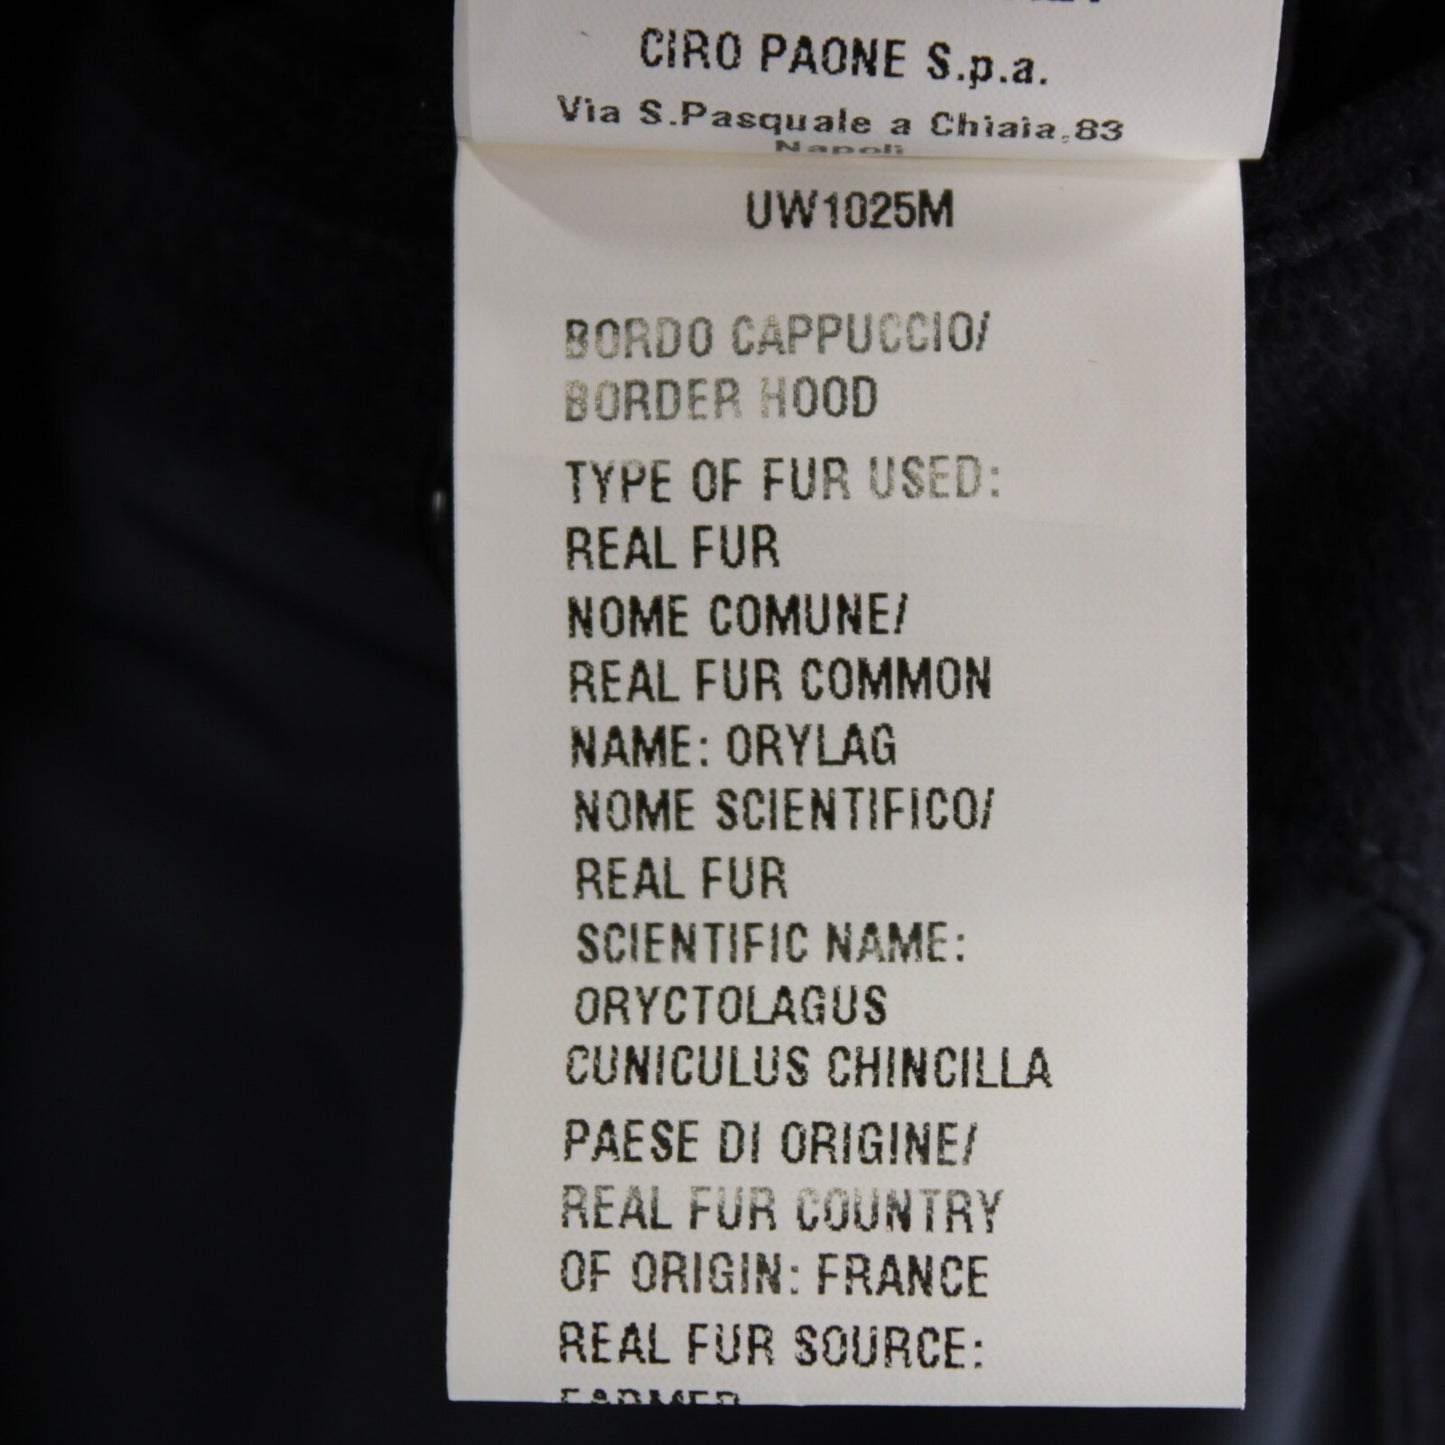 CIRO PAONE S.p.a.
Via S.Pasquale a Chiaia,83
Napoli
UW1025M
BORDO CAPPUCCIO/
BORDER HOOD
TYPE OF FUR USED:
REAL FUR
NOME COMUNE/
REAL FUR COMMON
NAME: ORYLAG
NOME SCIENTIFICO/
REAL FUR
SCIENTIFIC NAME:
ORYCTOLAGUS
CUNICULUS CHINCILLA
PAESE DI ORIGINE/
REAL FUR COUNTRY
OF ORIGIN: FRANCE
REAL FUR SOURCE:
FARMED